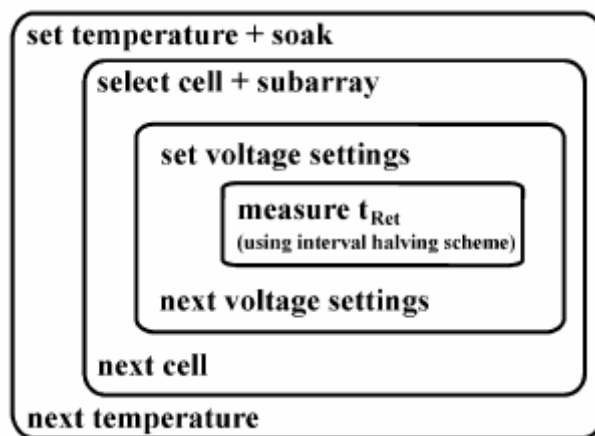 set temperature + soak
select cell + subarray
set voltage settings
measure tRet
(using interval halving scheme)
next voltage settings
next cell
next temperature